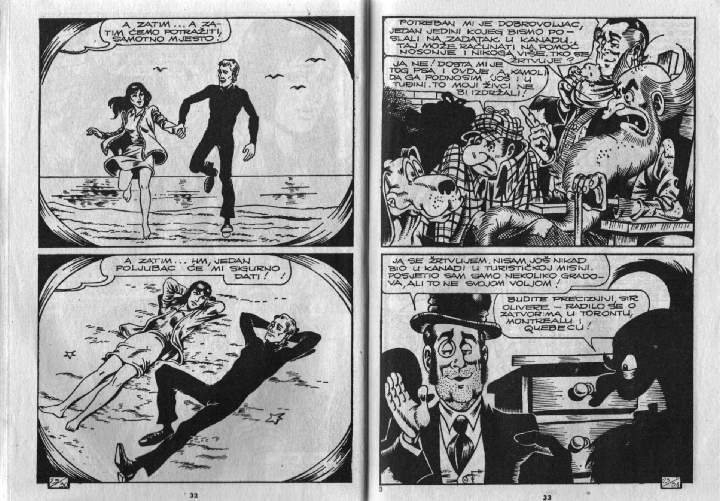 A ZATIM... A ZA-
TIM ĆEMO POTRAŽITI,
SAMOTNO MJESTO!
A ZATIM... HM, JEDAN
POLJUBAC ĆE MI SIGURNO
DATI!
32
POTREBAN MI JE DOBROVOLJAC,
JEDAN JEDINI KOJEG BISMO PO-
SLALI NA ZADATAK U KANADU.
TAJ MOŽE RAČUNATI NA POMOĆ
NOSONJE I NIKOGA VIŠE. TKO SE
ŽRTVUJE?
JA NE! DOSTA MI JE
TOG PSA I OVDJE, A KAMOLI
DA GA PODNOSIM JOŠ I U
TUĐINI. TO MOJI ŽIVCI NE
BI IZDRŽALI!
JA SE ŽRTVUJEM. NISAM JOŠ NIKAD
BIO U KANADI U TURISTIČKOJ MISIJI.
POSJETIO SAM SAMO NEKOLIKO GRADO-
VA, ALI TO NE SVOJOM VOLJOM!
BUDITE PRECIZNIJI, SIR
OLIVERE – RADILO SE O
ZATVORIMA U TORONTU,
MONTREALU I
QUEBECU!
33